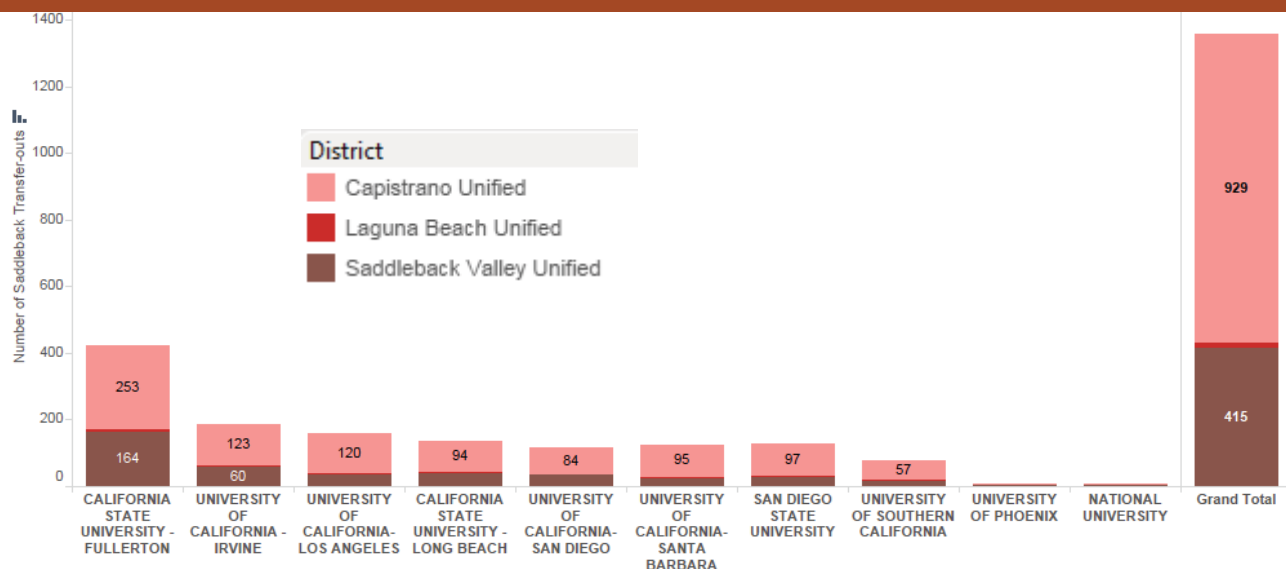 1400
1200
1000
800
600
400
200
0
Number of Saddleback Transfer-outs
District
Capistrano Unified
Laguna Beach Unified
Saddleback Valley Unified
253
164
123
60
120
94
84
95
97
57
929
415
CALIFORNIA
STATE
UNIVERSITY -
FULLERTON
UNIVERSITY
OF
CALIFORNIA -
IRVINE
UNIVERSITY
OF
CALIFORNIA-
LOS ANGELES
CALIFORNIA
STATE
UNIVERSITY -
LONG BEACH
UNIVERSITY
OF
CALIFORNIA-
SAN DIEGO
UNIVERSITY
OF
CALIFORNIA-
SANTA
BARBARA
SAN DIEGO
STATE
UNIVERSITY
UNIVERSITY
OF SOUTHERN
CALIFORNIA
UNIVERSITY
OF PHOENIX
NATIONAL
UNIVERSITY
Grand Total